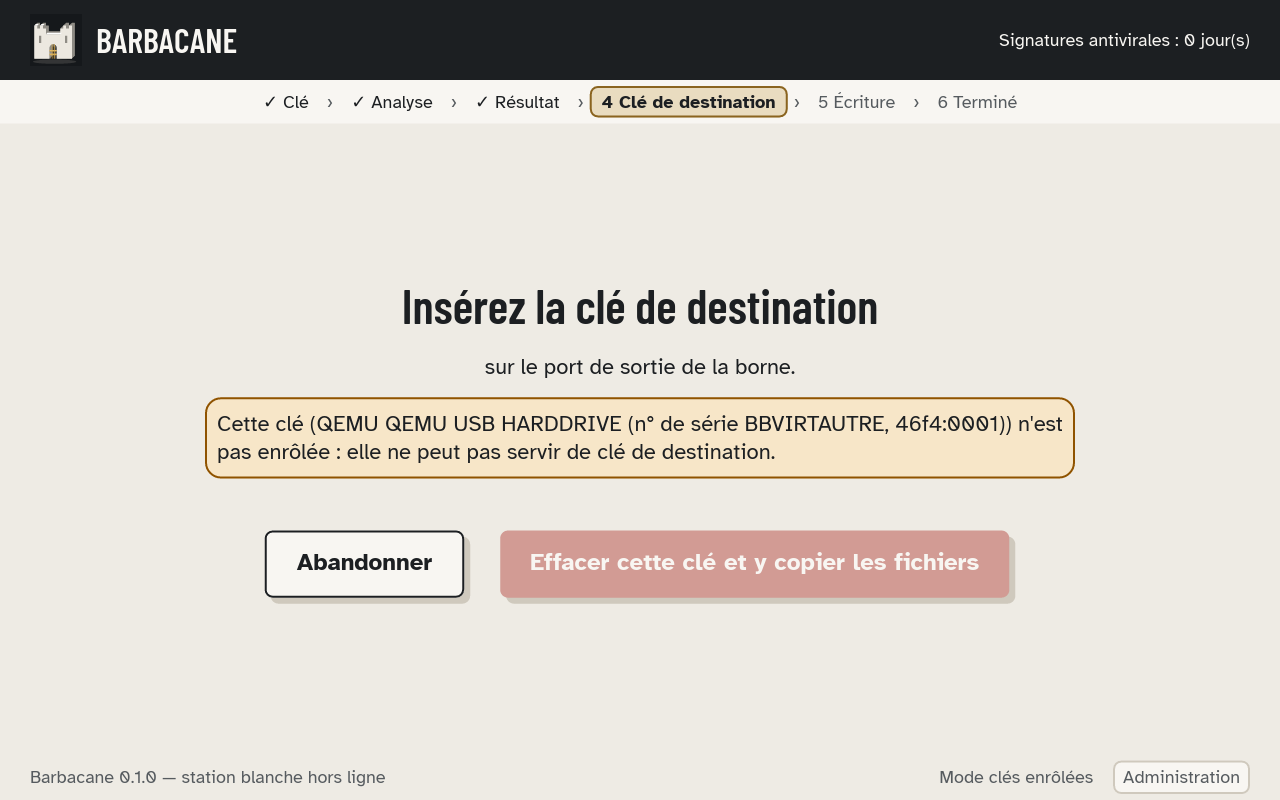 BARBACANE
Signatures antivirales : 0 jour(s)
✓ Clé › ✓ Analyse › ✓ Résultat › 4 Clé de destination › 5 Écriture › 6 Terminé
Insérez la clé de destination
sur le port de sortie de la borne.
Cette clé (QEMU QEMU USB HARDDRIVE (n° de série BBVIRTAUTRE, 46f4:0001)) n'est
pas enrôlée : elle ne peut pas servir de clé de destination.
Abandonner
Effacer cette clé et y copier les fichiers
Barbacane 0.1.0 — station blanche hors ligne
Mode clés enrôlées
Administration